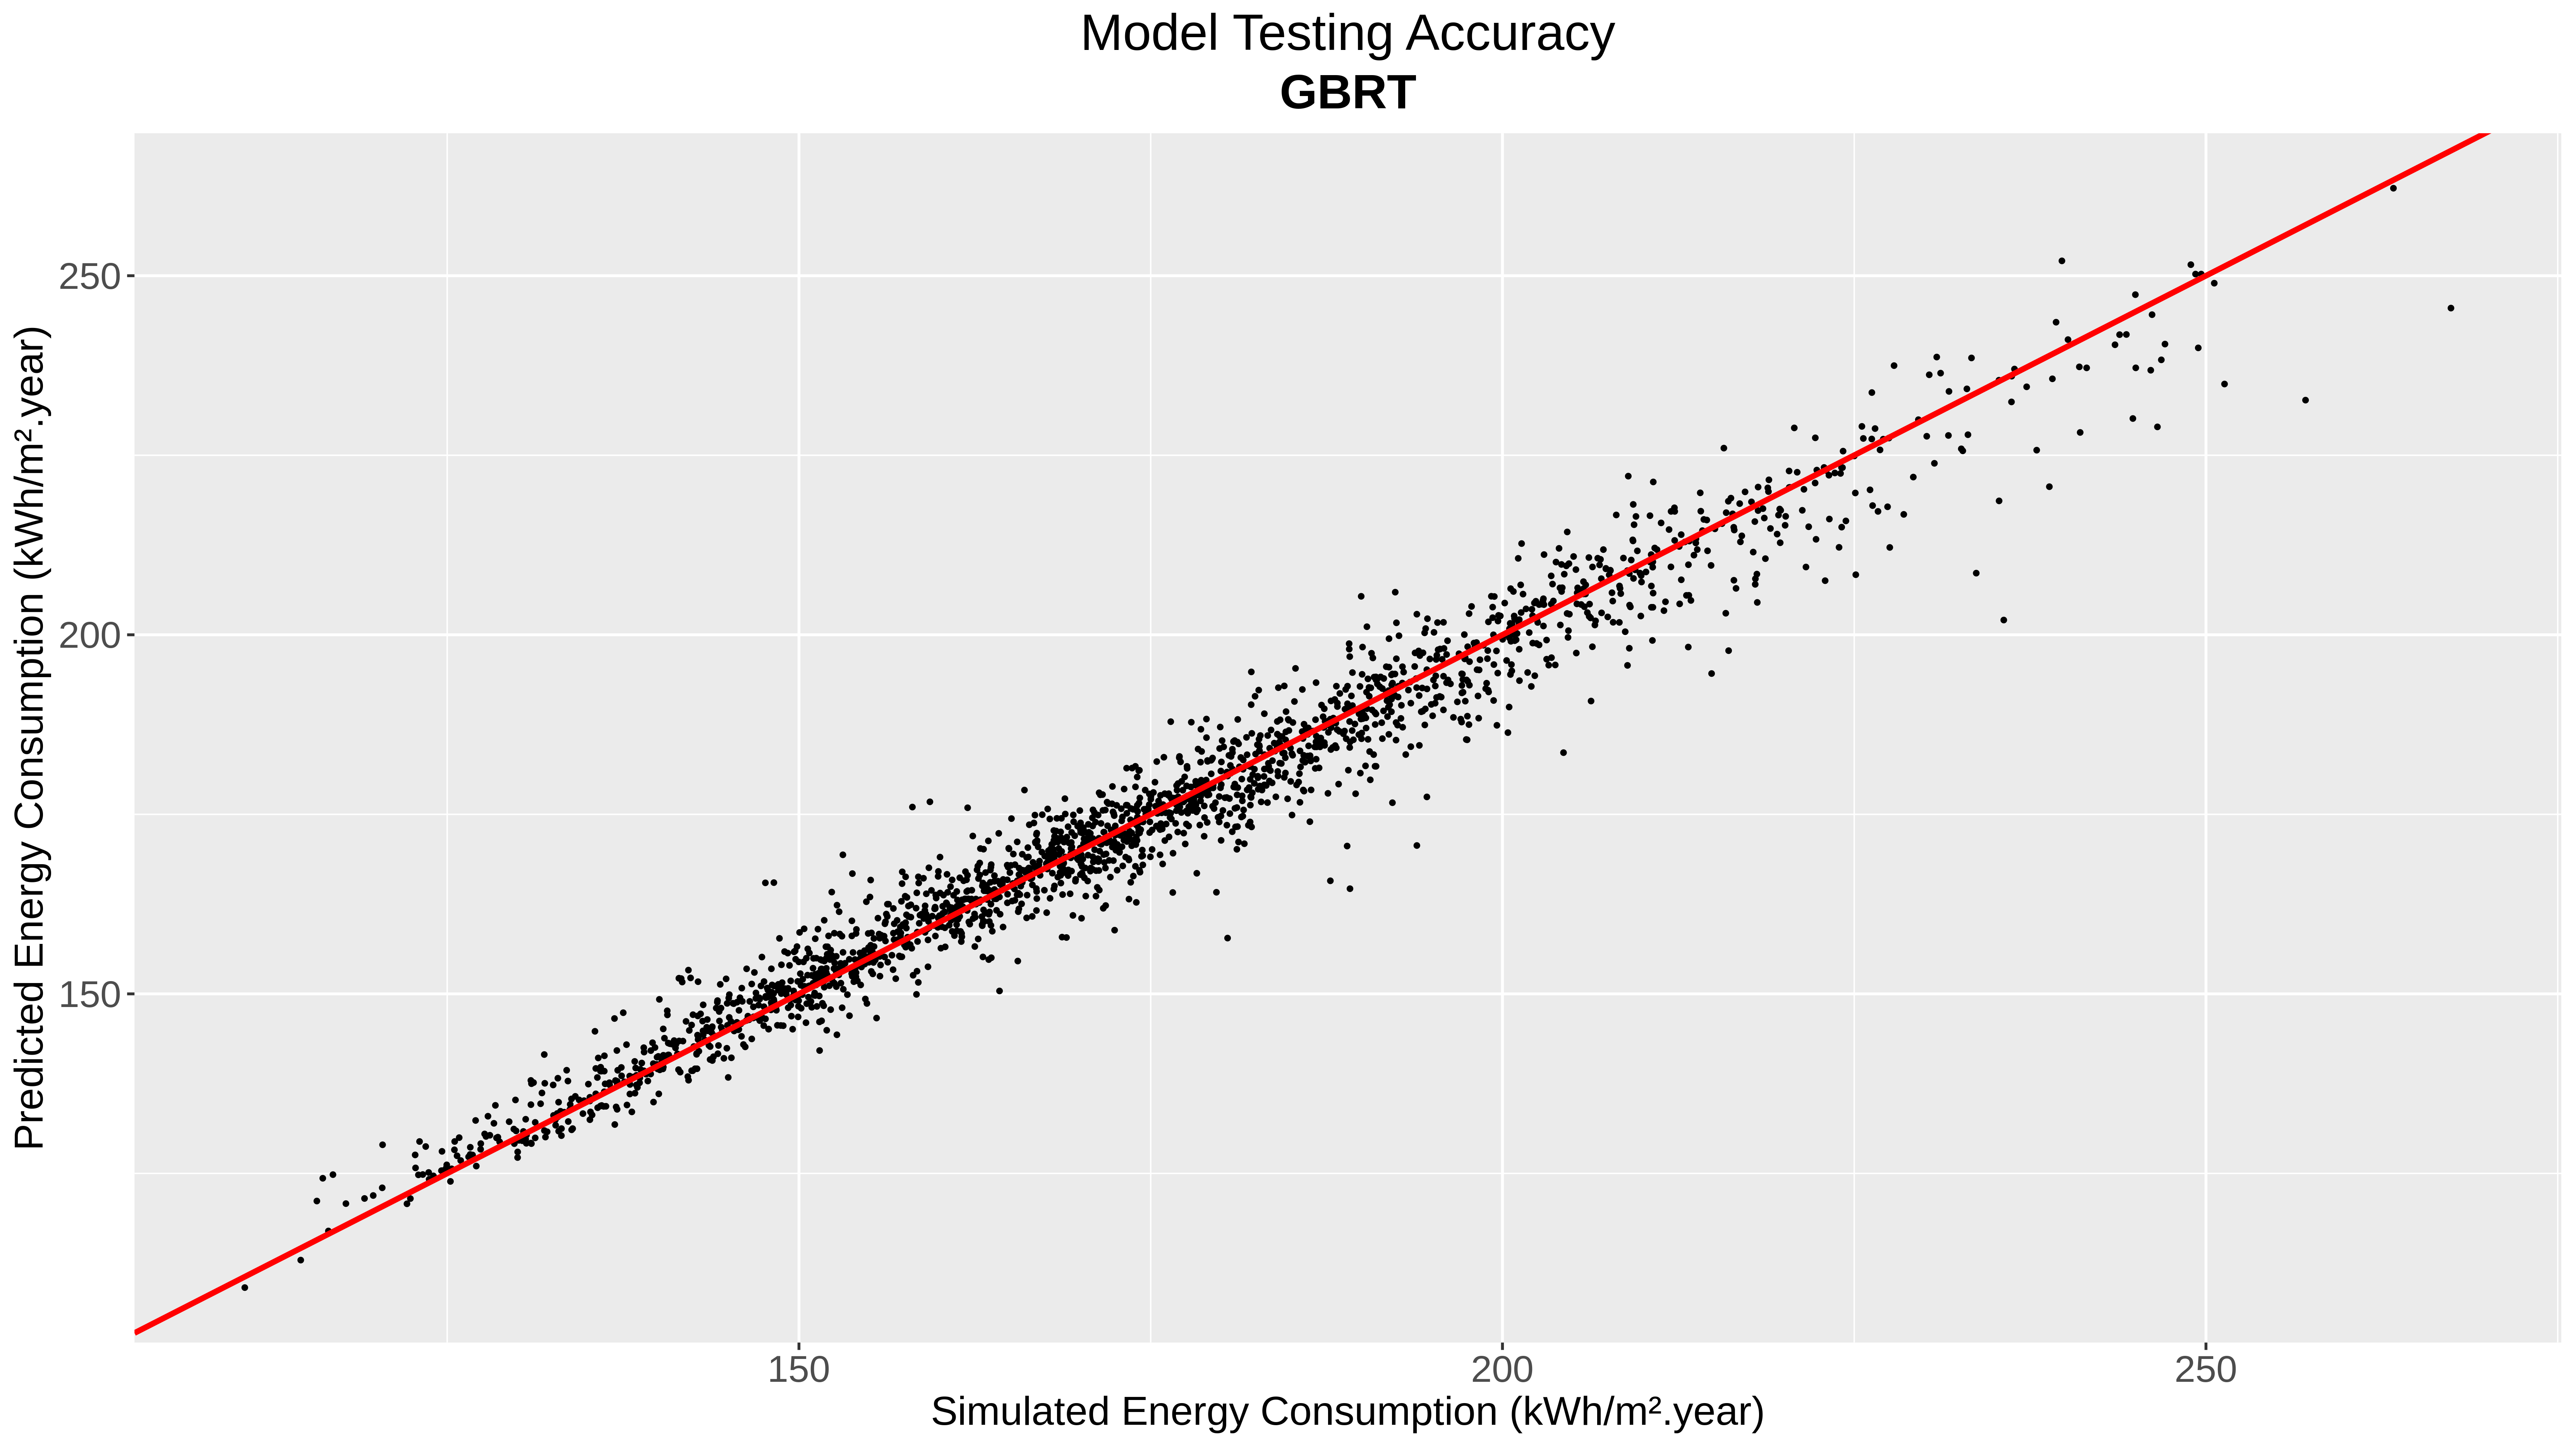 Model Testing Accuracy
GBRT
Predicted Energy Consumption (kWh/m².year)
250
200
150
150
200
250
Simulated Energy Consumption (kWh/m².year)